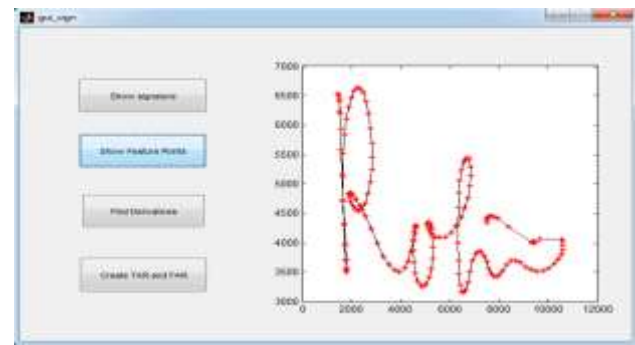 gui_sign
Show signature
Show Feature Points
Find Derivatives
Create TAR and FAR
7000
6500
6000
5500
5000
4500
4000
3500
3000
0 2000 4000 6000 8000 10000 12000